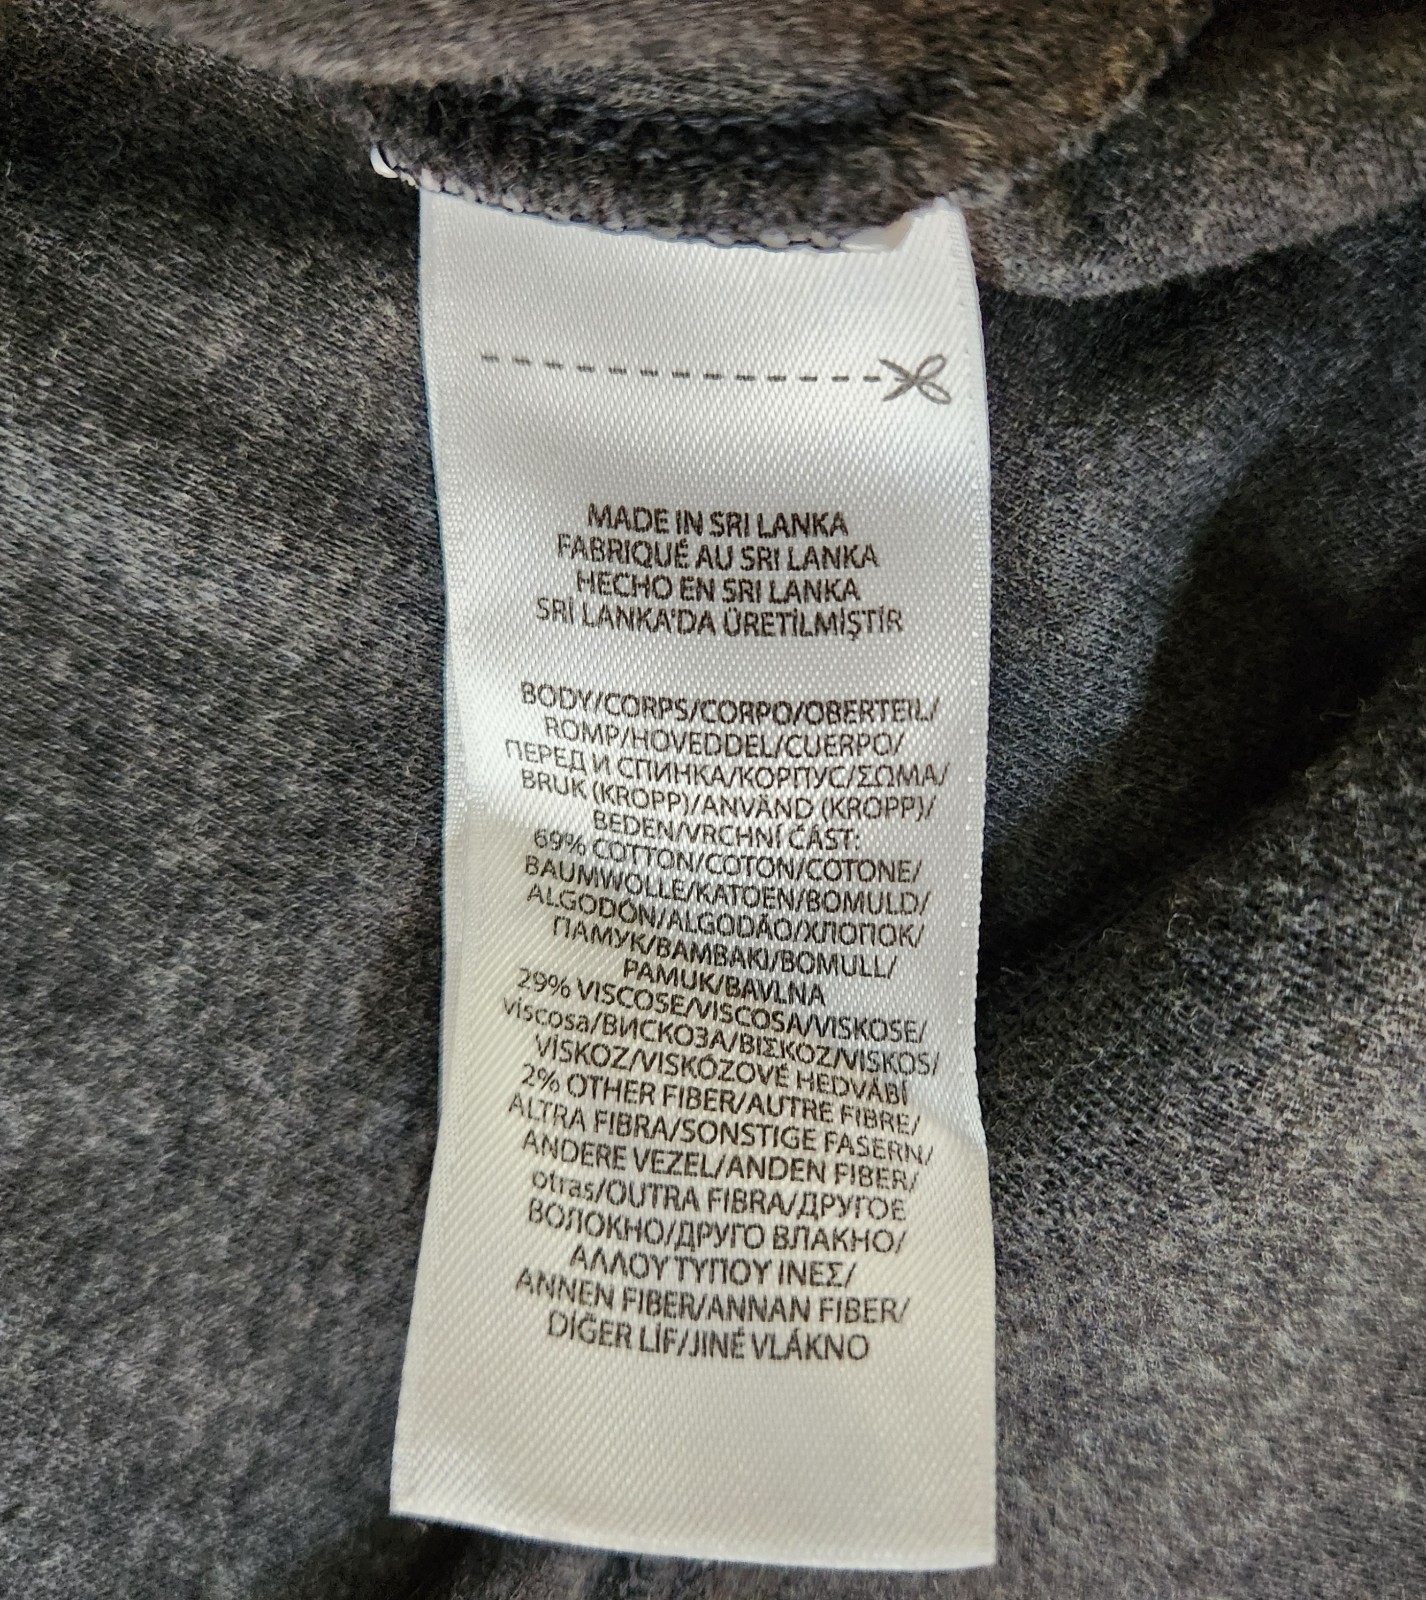 MADE IN SRI LANKA
FABRIQUÉ AU SRI LANKA
HECHO EN SRI LANKA
SRİ LANKA'DA ÜRETİLMİŞTİR
BODY/CORPS/CORPO/OBERTEIL/
ROMP/HOVEDDEL/CUERPO/
ПЕРЕД И СПИНКА/КОРПУС/ΣΩΜΑ/
BRUK (KROPP)/ANVÄND (KROPP)/
BEDEN/VRCHNÍ ČÁST:
69% COTTON/COTON/COTONE/
BAUMWOLLE/KATOEN/BOMULD/
ALGODÓN/ALGODÃO/ХЛОПОК/
ПАМУК/ΒΑΜΒΑΚΙ/BOMULL/
PAMUK/BAVLNA
29% VISCOSE/VISCOSA/VISKOSE/
viscosa/ВИСКОЗА/ΒΙΣΚΟΖ/VISKOS/
VİSKOZ/VISKÓZOVÉ HEDVÁBÍ
2% OTHER FIBER/AUTRE FIBRE/
ALTRA FIBRA/SONSTIGE FASERN/
ANDERE VEZEL/ANDEN FIBER/
otras/OUTRA FIBRA/ДРУГОЕ
ВОЛОКНО/ДРУГО ВЛАКНО/
ΑΛΛΟΥ ΤΥΠΟΥ ΙΝΕΣ/
ANNEN FIBER/ANNAN FIBER/
DİĞER LİF/JINÉ VLÁKNO